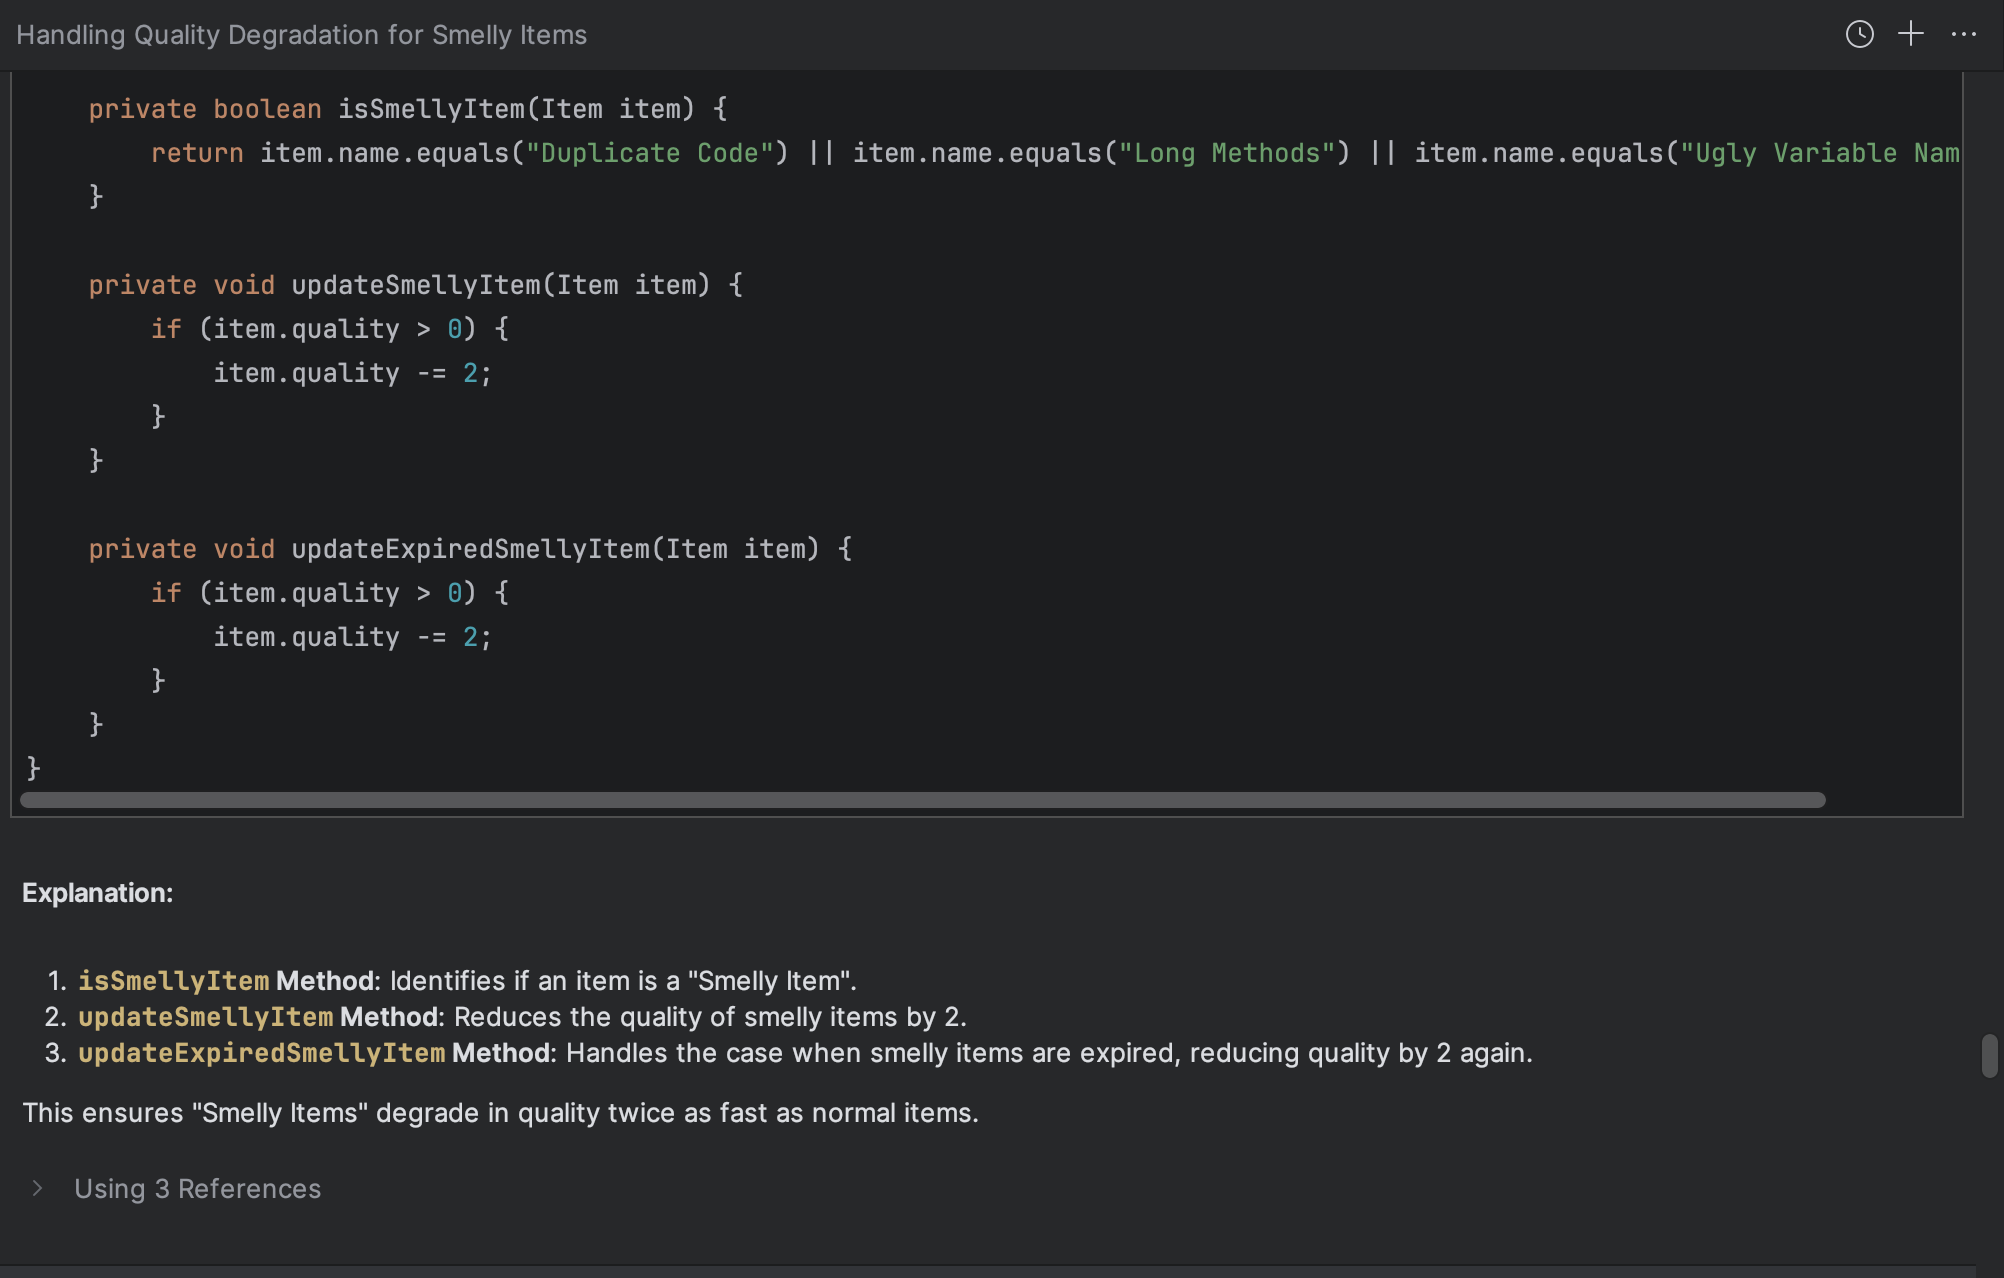 Handling Quality Degradation for Smelly Items
private boolean isSmellyItem(Item item) {
return item.name.equals("Duplicate Code") || item.name.equals("Long Methods") || item.name.equals("Ugly Variable Nam
}
private void updateSmellyItem(Item item) {
if (item.quality > 0) {
item.quality -= 2;
}
}
private void updateExpiredSmellyItem(Item item) {
if (item.quality > 0) {
item.quality -= 2;
}
}
}
Explanation:
1. isSmellyItem Method: Identifies if an item is a "Smelly Item".
2. updateSmellyItem Method: Reduces the quality of smelly items by 2.
3. updateExpiredSmellyItem Method: Handles the case when smelly items are expired, reducing quality by 2 again.
This ensures "Smelly Items" degrade in quality twice as fast as normal items.
Using 3 References